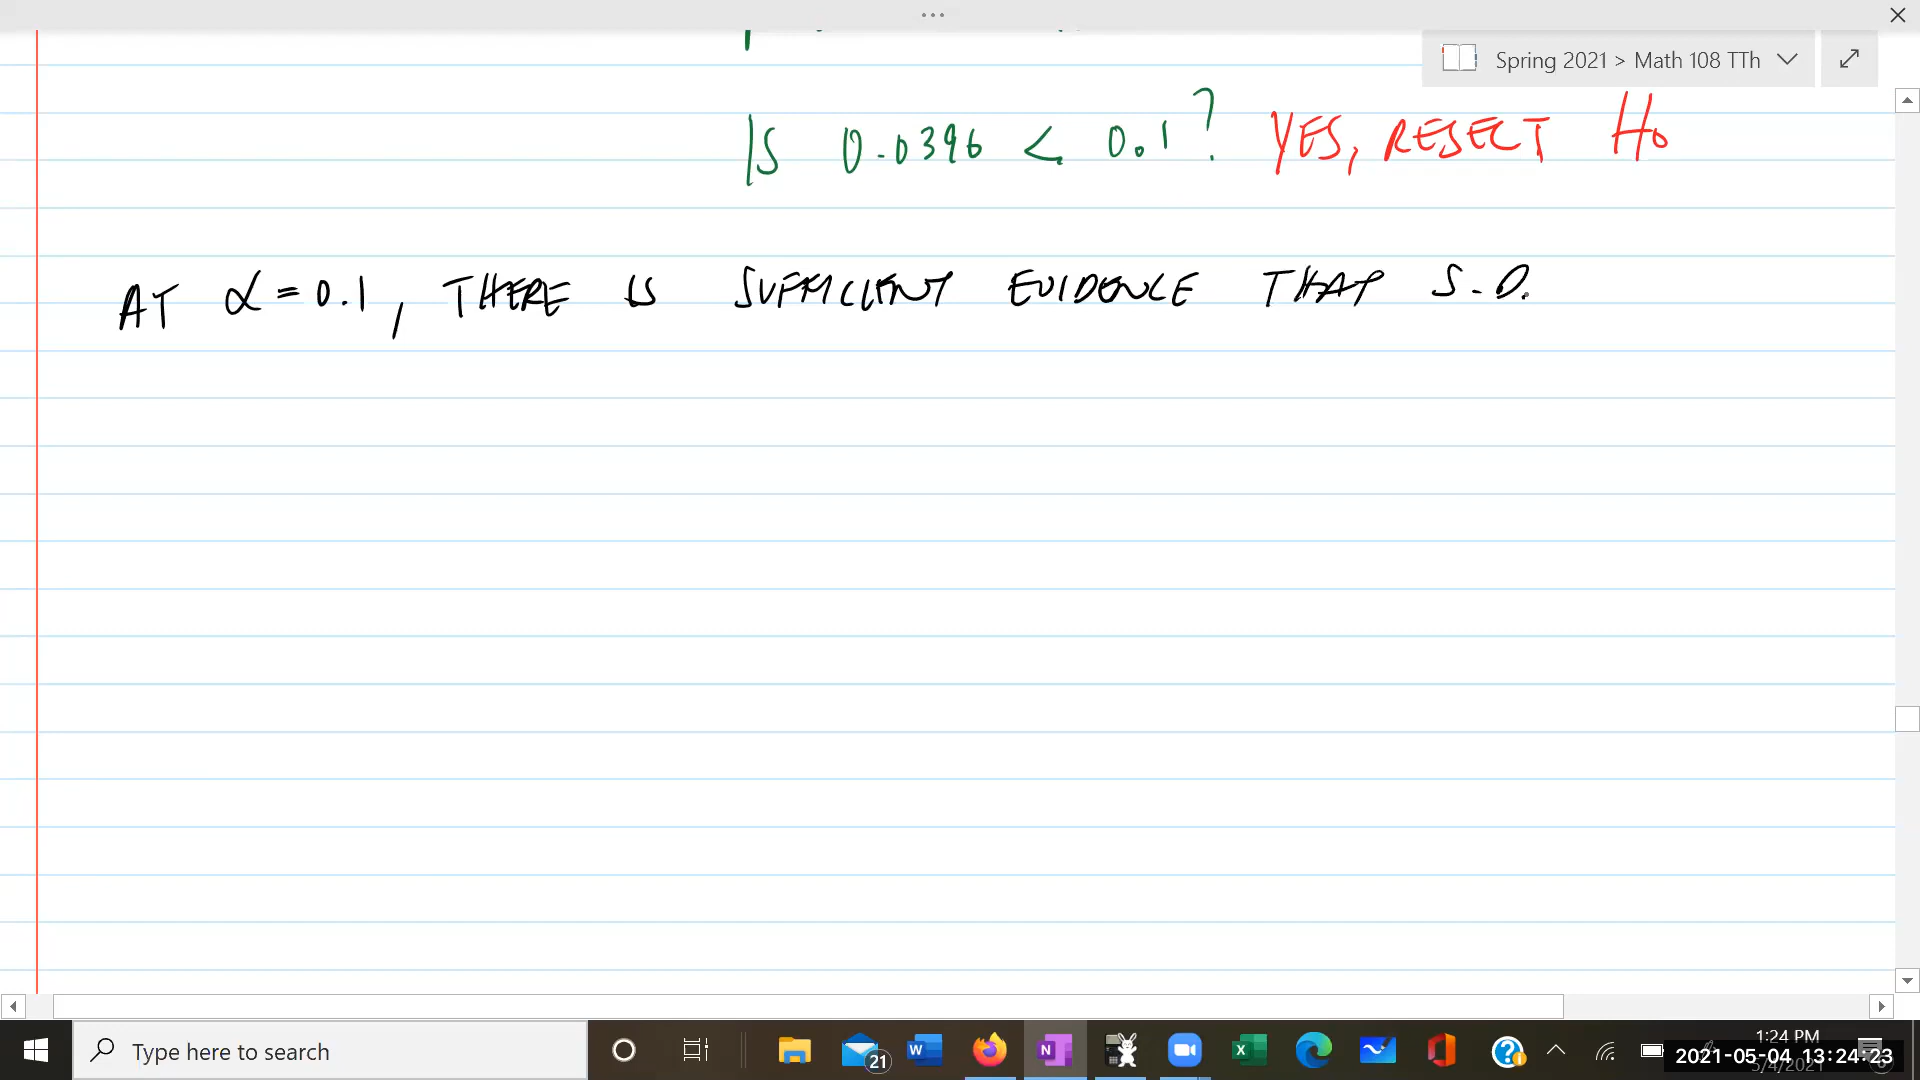 Spring 2021 > Math 108 TTh
IS 0.0396 < 0.1? YES, REJECT H0
AT α = 0.1, THERE IS SUFFICIENT EVIDENCE THAT S.D.
Type here to search
21
1:24 PM
2021-05-04 13:24:23